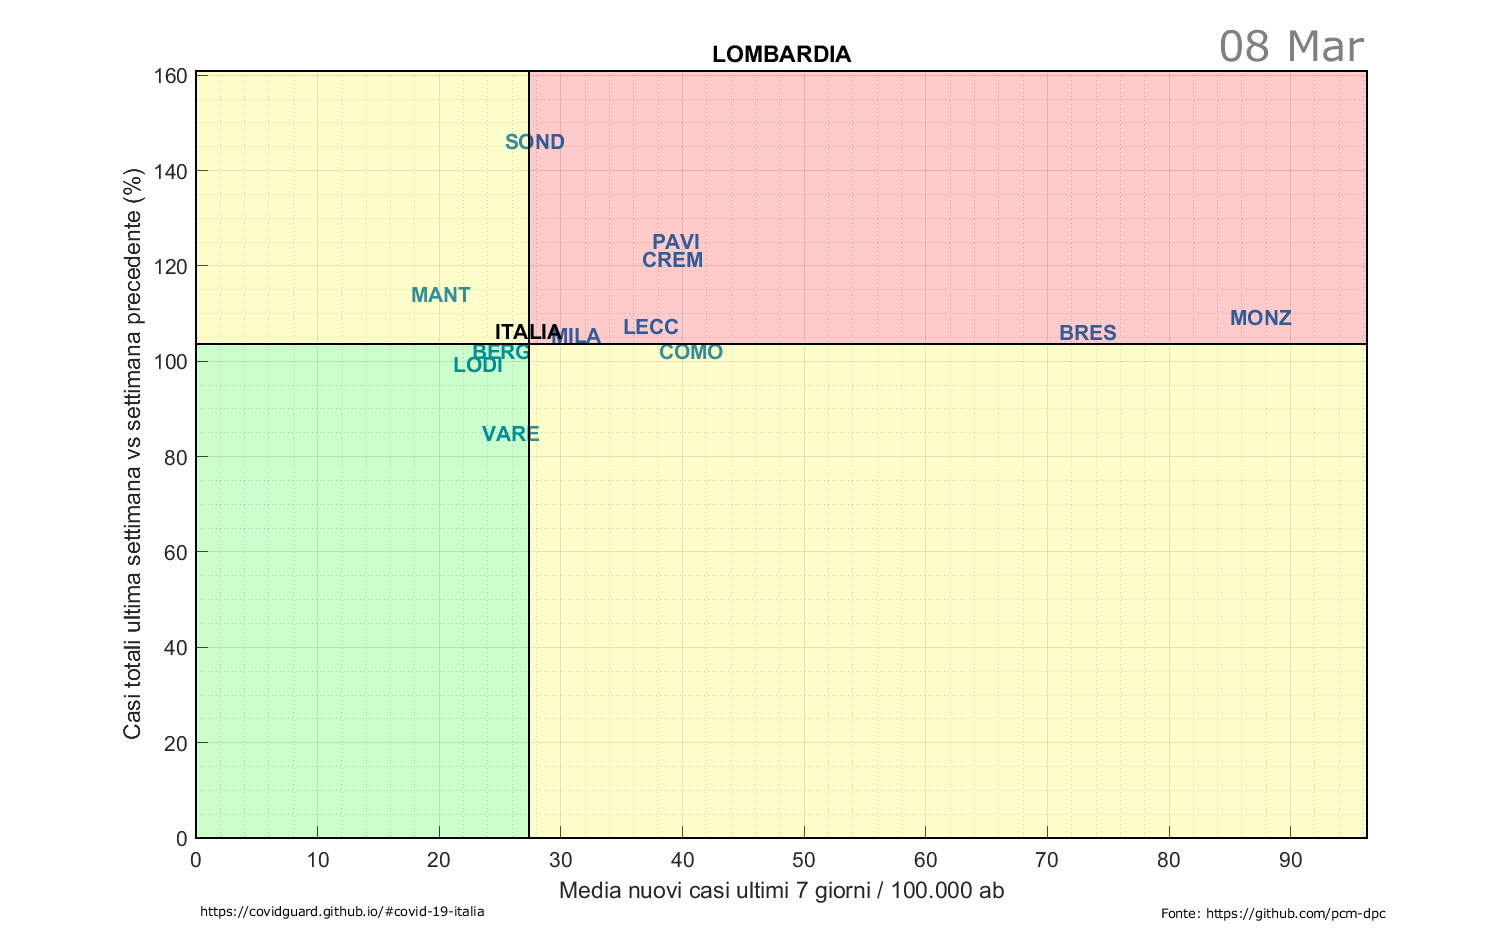 08 Mar
LOMBARDIA
Casi totali ultima settimana vs settimana precedente (%)
160
140
120
100
80
60
40
20
0
SOND
PAVI
CREM
MANT
MONZ
LECC
ITALIA
MILA
BRES
BERG
COMO
LODI
VARE
0 10 20 30 40 50 60 70 80 90
Media nuovi casi ultimi 7 giorni / 100.000 ab
https://covidguard.github.io/#covid-19-italia
Fonte: https://github.com/pcm-dpc